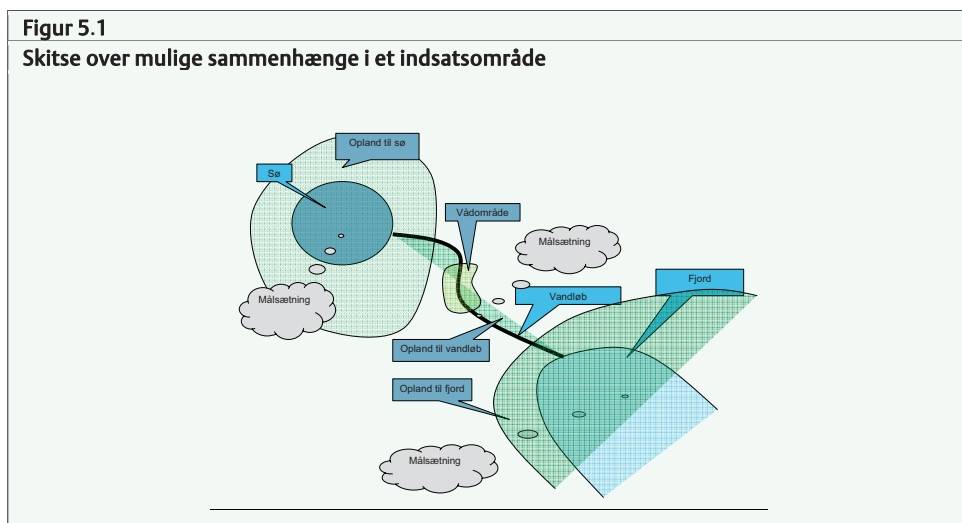 Figur 5.1
Skitse over mulige sammenhænge i et indsatsområde
Opland til sø
Sø
Vådområde
Målsætning
Fjord
Målsætning
Vandløb
Opland til vandløb
Opland til fjord
Målsætning